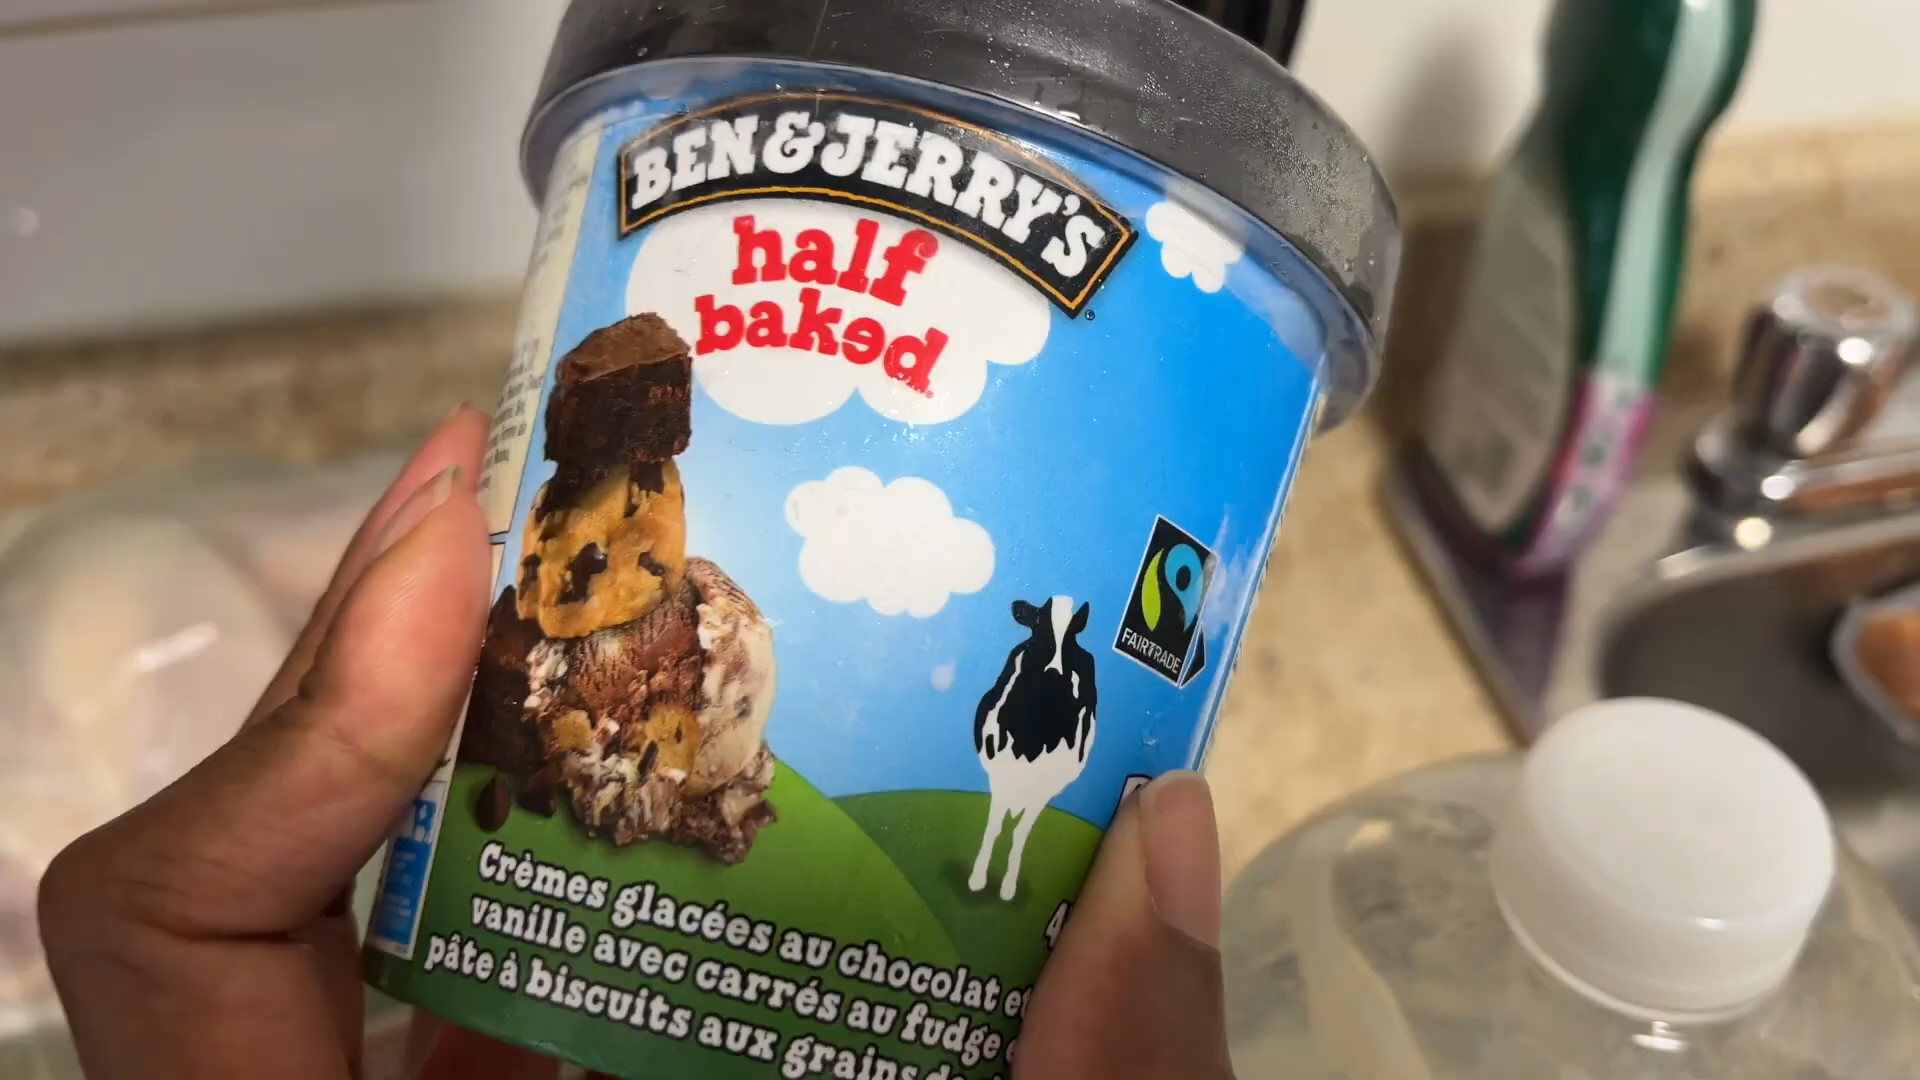 BEN & JERRY'S
half
baked
FAIRTRADE
Crèmes glacées au chocolat et
vanille avec carrés au fudge
pâte à biscuits aux grains